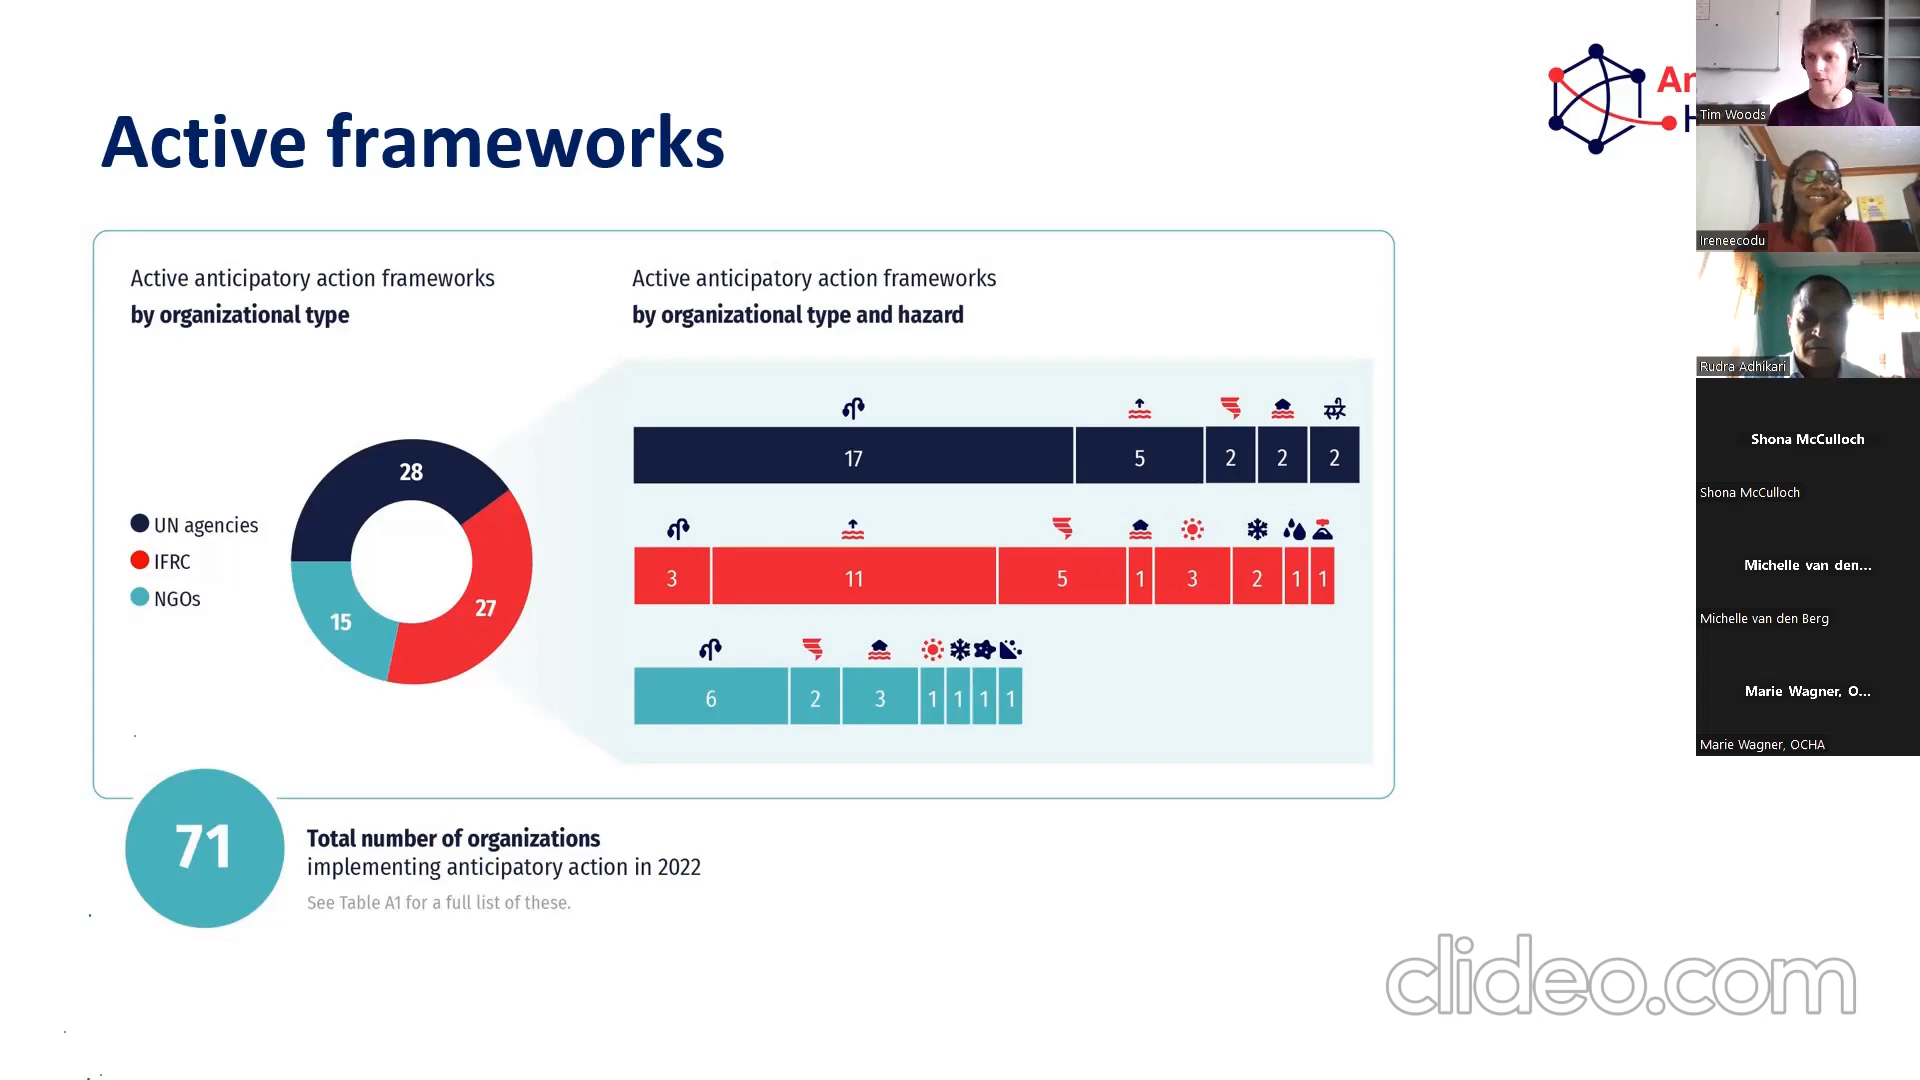 Active frameworks
Active anticipatory action frameworks
by organizational type
Active anticipatory action frameworks
by organizational type and hazard
28
27
15
UN agencies
IFRC
NGOs
17 5 2 2 2
3 11 5 1 3 2 1 1
6 2 3 1 1 1 1
71
Total number of organizations
implementing anticipatory action in 2022
See Table A1 for a full list of these.
Tim Woods
Ireneecodu
Rudra Adhikari
Shona McCulloch
Shona McCulloch
Michelle van den...
Michelle van den Berg
Marie Wagner, O...
Marie Wagner, OCHA
clideo.com